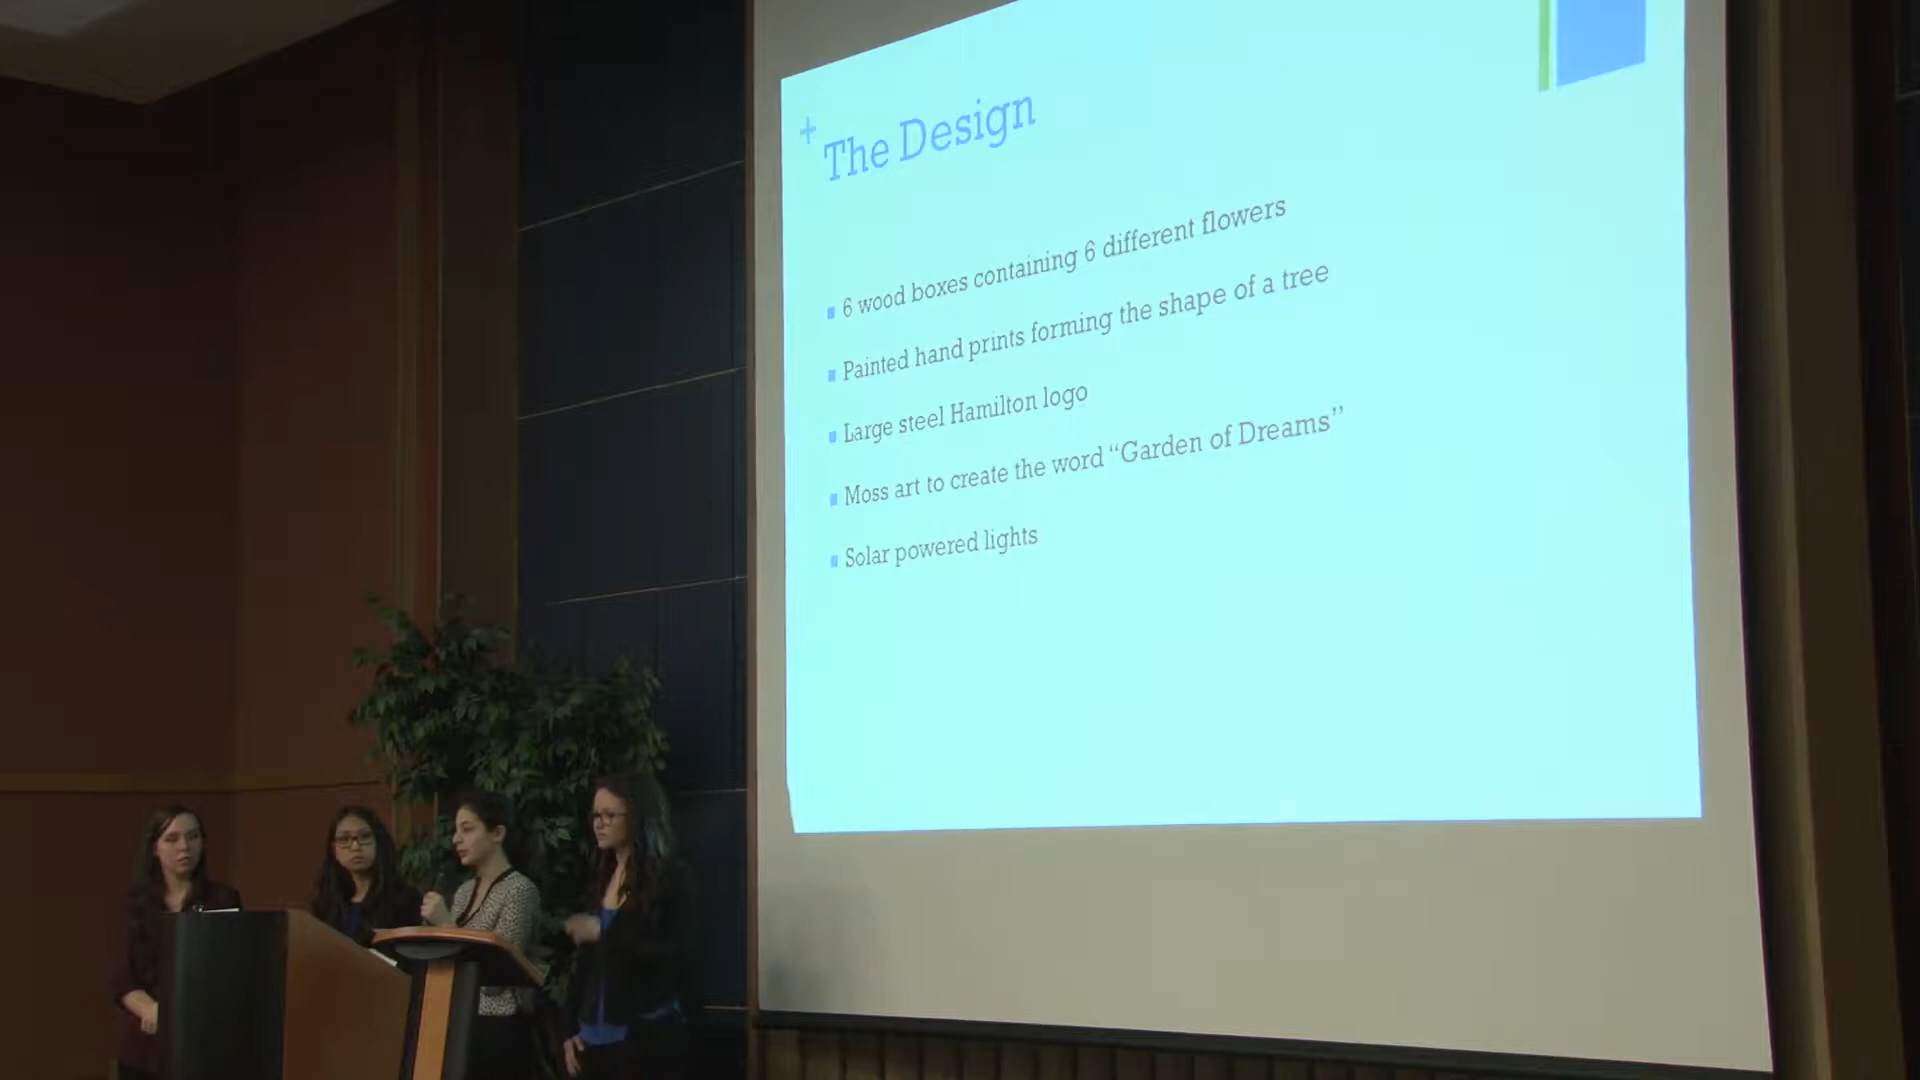 + The Design
6 wood boxes containing 6 different flowers
Painted hand prints forming the shape of a tree
Large steel Hamilton logo
Moss art to create the word “Garden of Dreams”
Solar powered lights